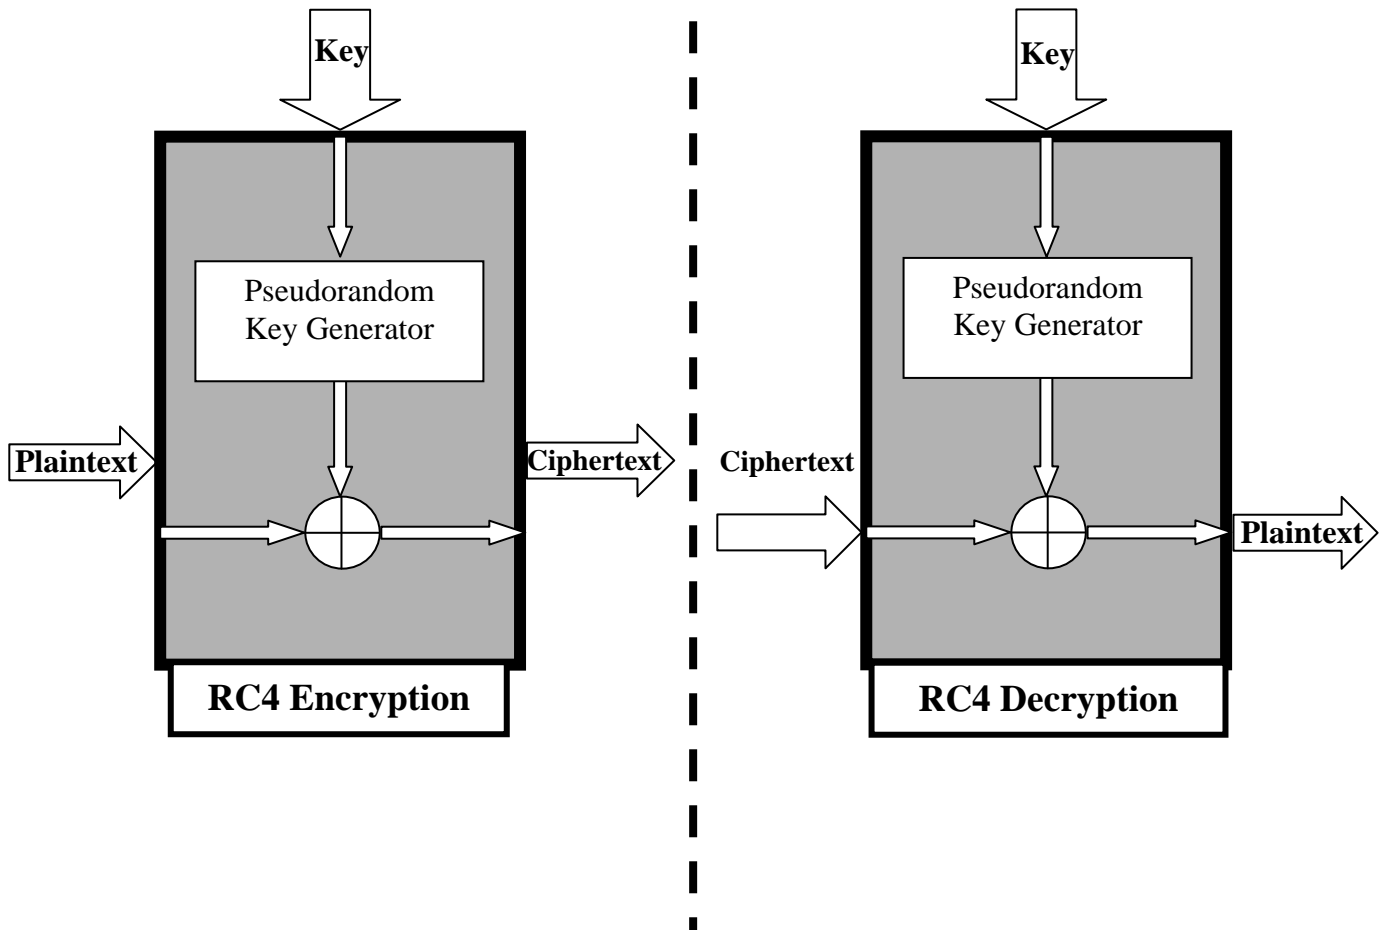 Key
Pseudorandom
Key Generator
Plaintext
Ciphertext
RC4 Encryption
Key
Pseudorandom
Key Generator
Ciphertext
Plaintext
RC4 Decryption